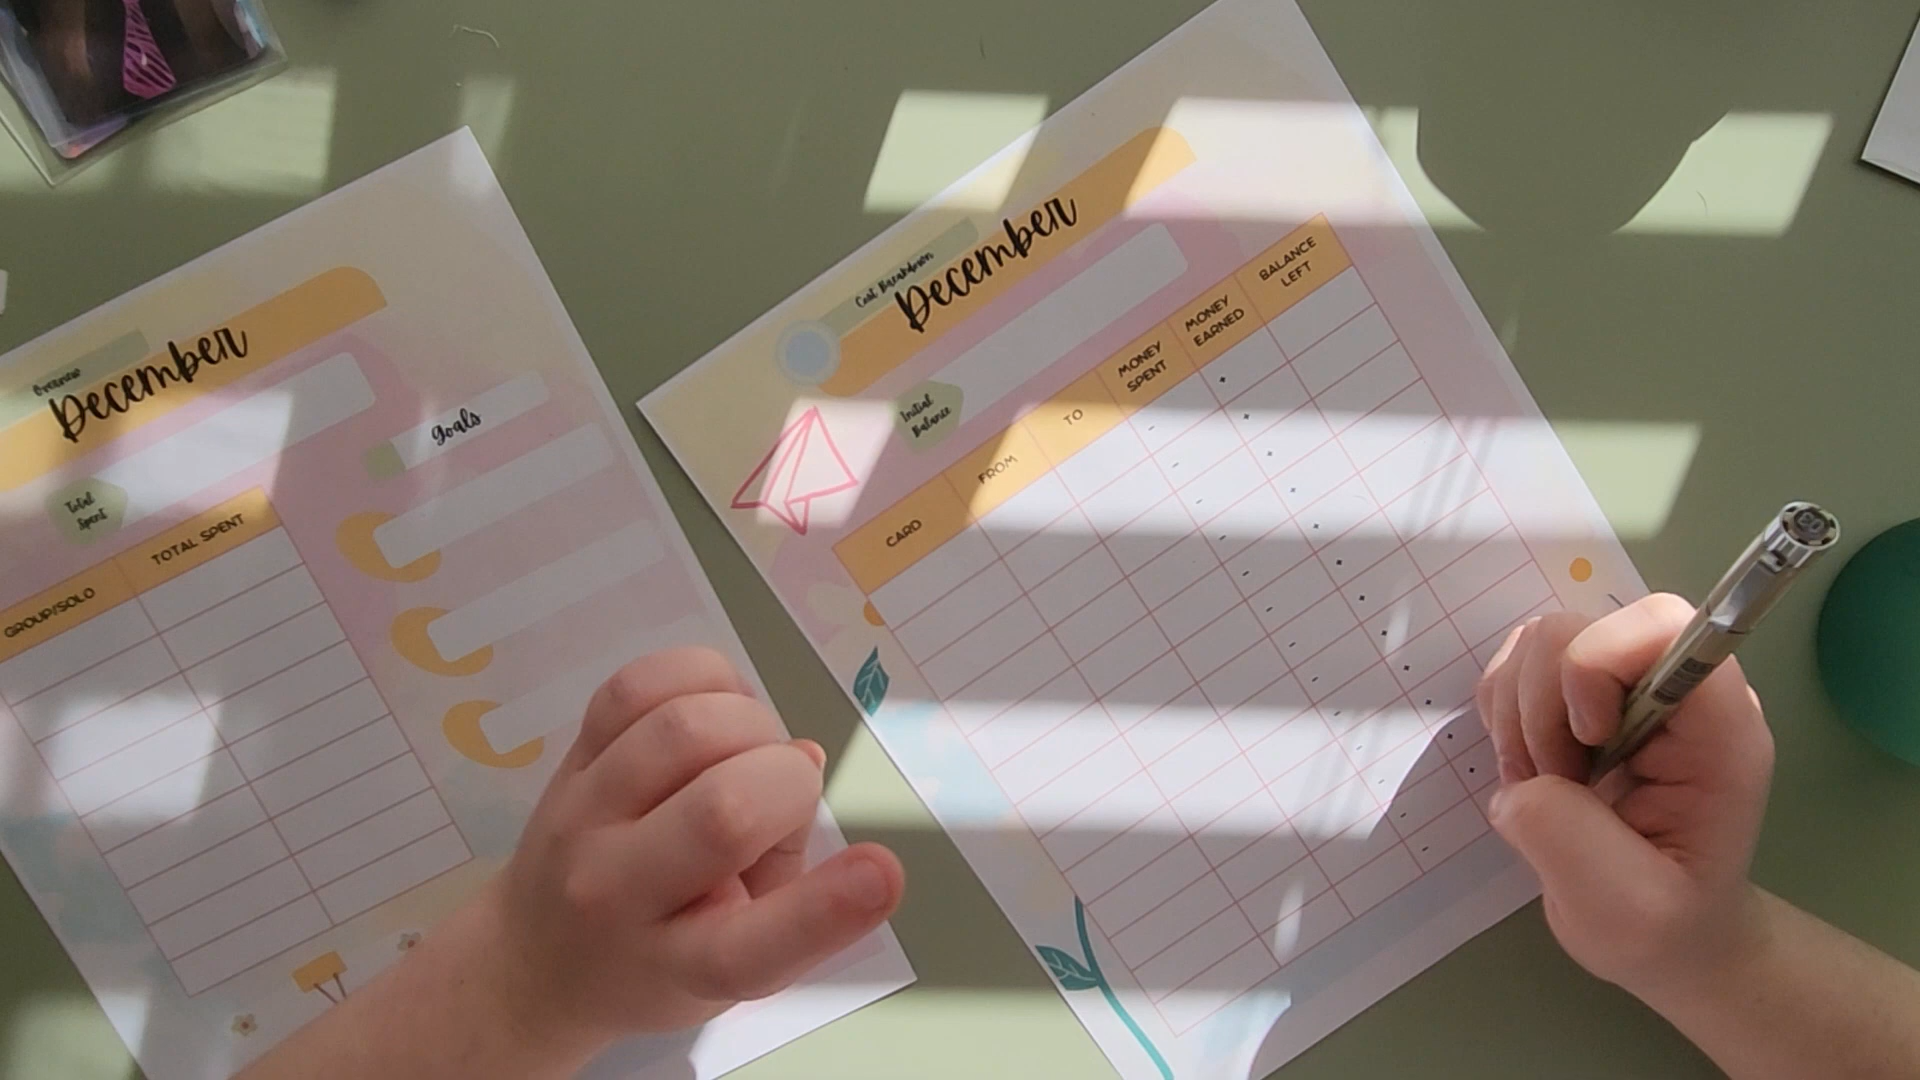 Overview
December
Total
Spent
GROUP/SOLO
TOTAL SPENT
goals
Cost Breakdown
December
Initial
Balance
CARD
FROM
TO
MONEY
SPENT
MONEY
EARNED
BALANCE
LEFT